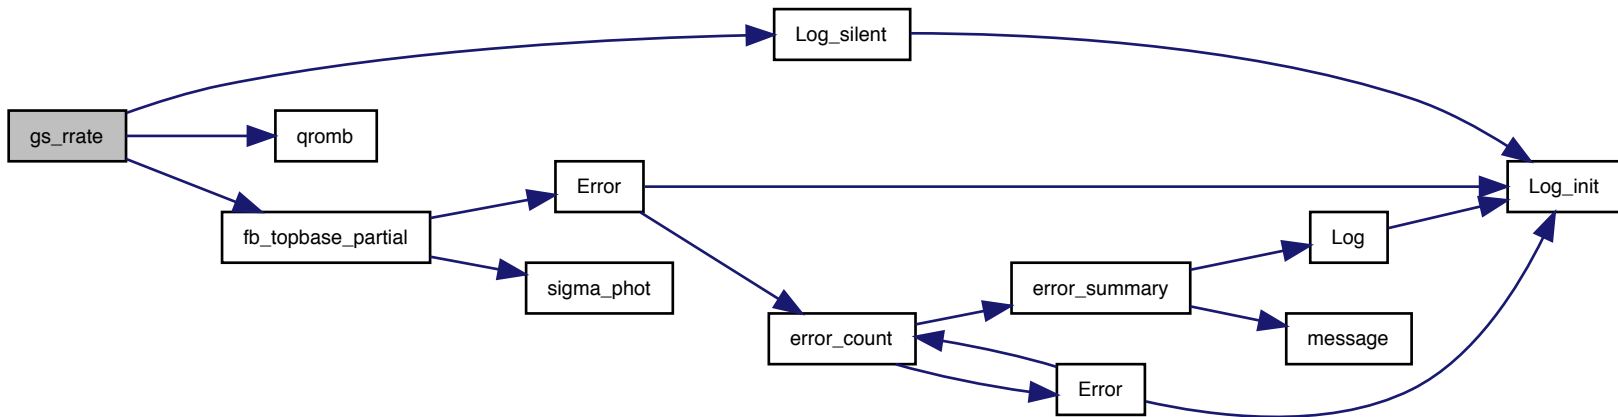 Log_silent
gs_rrate
qromb
Error
Log_init
fb_topbase_partial
Log
sigma_phot
error_summary
error_count
message
Error